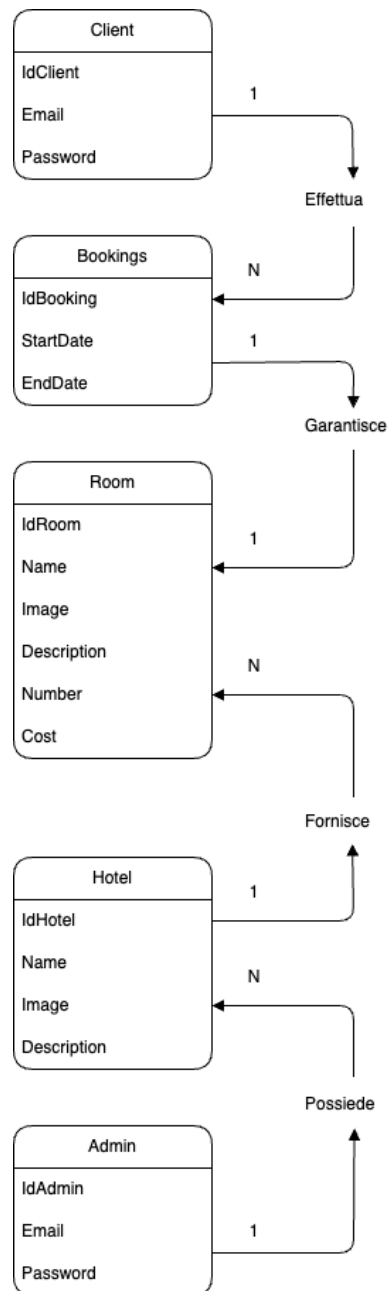 Client
IdClient
Email
Password
1
Effettua
N
Bookings
IdBooking
StartDate
EndDate
1
Garantisce
1
Room
IdRoom
Name
Image
Description
Number
Cost
N
Fornisce
1
Hotel
IdHotel
Name
Image
Description
N
Possiede
1
Admin
IdAdmin
Email
Password